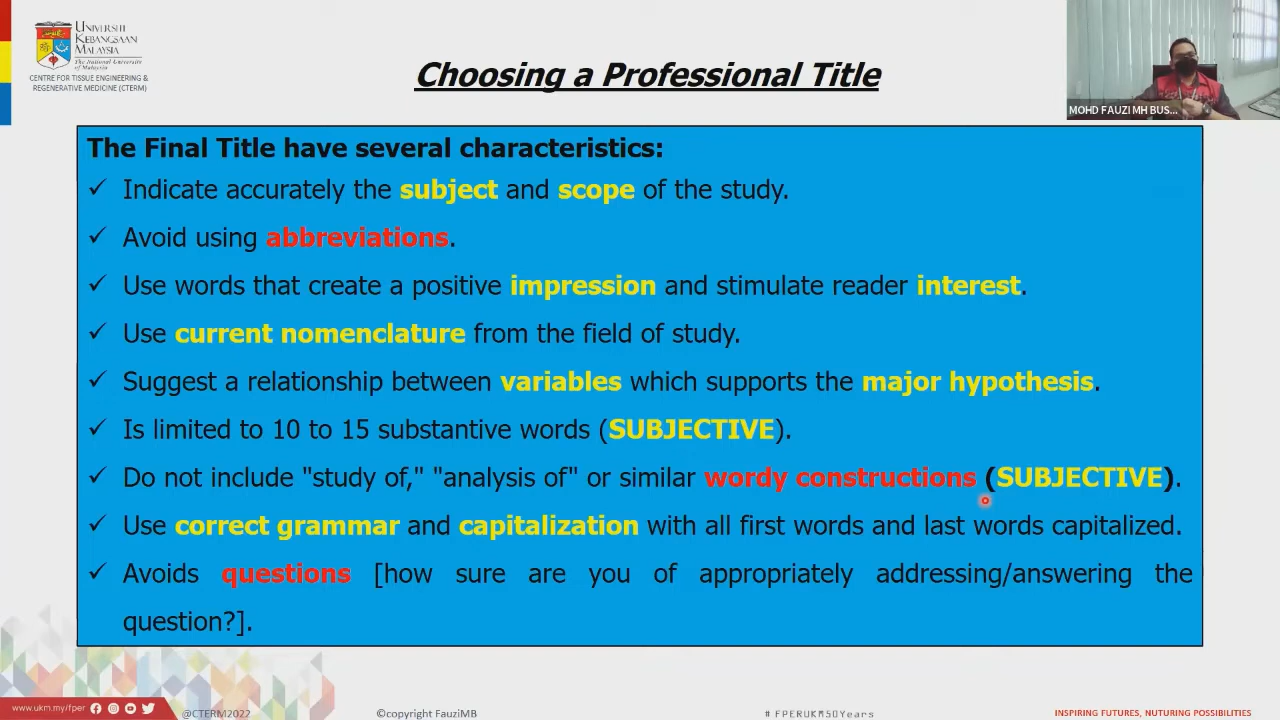 UNIVERSITI
KEBANGSAAN
MALAYSIA
The National University
of Malaysia
CENTRE FOR TISSUE ENGINEERING &
REGENERATIVE MEDICINE (CTERM)
Choosing a Professional Title
MOHD FAUZI MH BUS...
The Final Title have several characteristics:
✓ Indicate accurately the subject and scope of the study.
✓ Avoid using abbreviations.
✓ Use words that create a positive impression and stimulate reader interest.
✓ Use current nomenclature from the field of study.
✓ Suggest a relationship between variables which supports the major hypothesis.
✓ Is limited to 10 to 15 substantive words (SUBJECTIVE).
✓ Do not include "study of," "analysis of" or similar wordy constructions (SUBJECTIVE).
✓ Use correct grammar and capitalization with all first words and last words capitalized.
✓ Avoids questions [how sure are you of appropriately addressing/answering the
question?].
www.ukm.my/fper
@CTERM2022
©copyright FauziMB
#FPERUKM50Years
INSPIRING FUTURES, NUTURING POSSIBILITIES